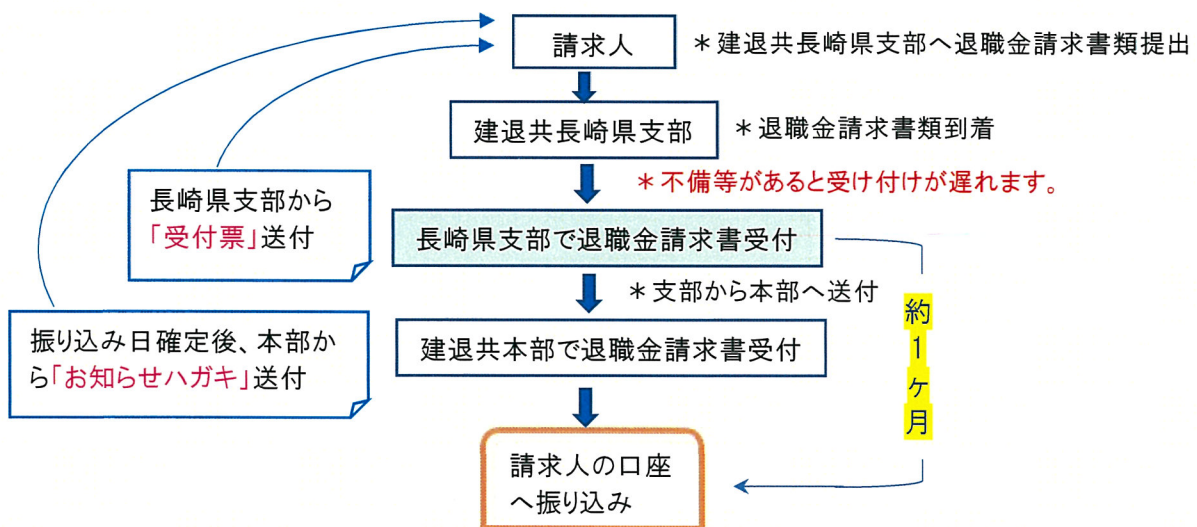 請求人
＊建退共長崎県支部へ退職金請求書類提出
建退共長崎県支部
＊退職金請求書類到着
＊不備等があると受け付けが遅れます。
長崎県支部から
「受付票」送付
長崎県支部で退職金請求書受付
＊支部から本部へ送付
振り込み日確定後、本部か
ら「お知らせハガキ」送付
建退共本部で退職金請求書受付
約1ヶ月
請求人の口座
へ振り込み